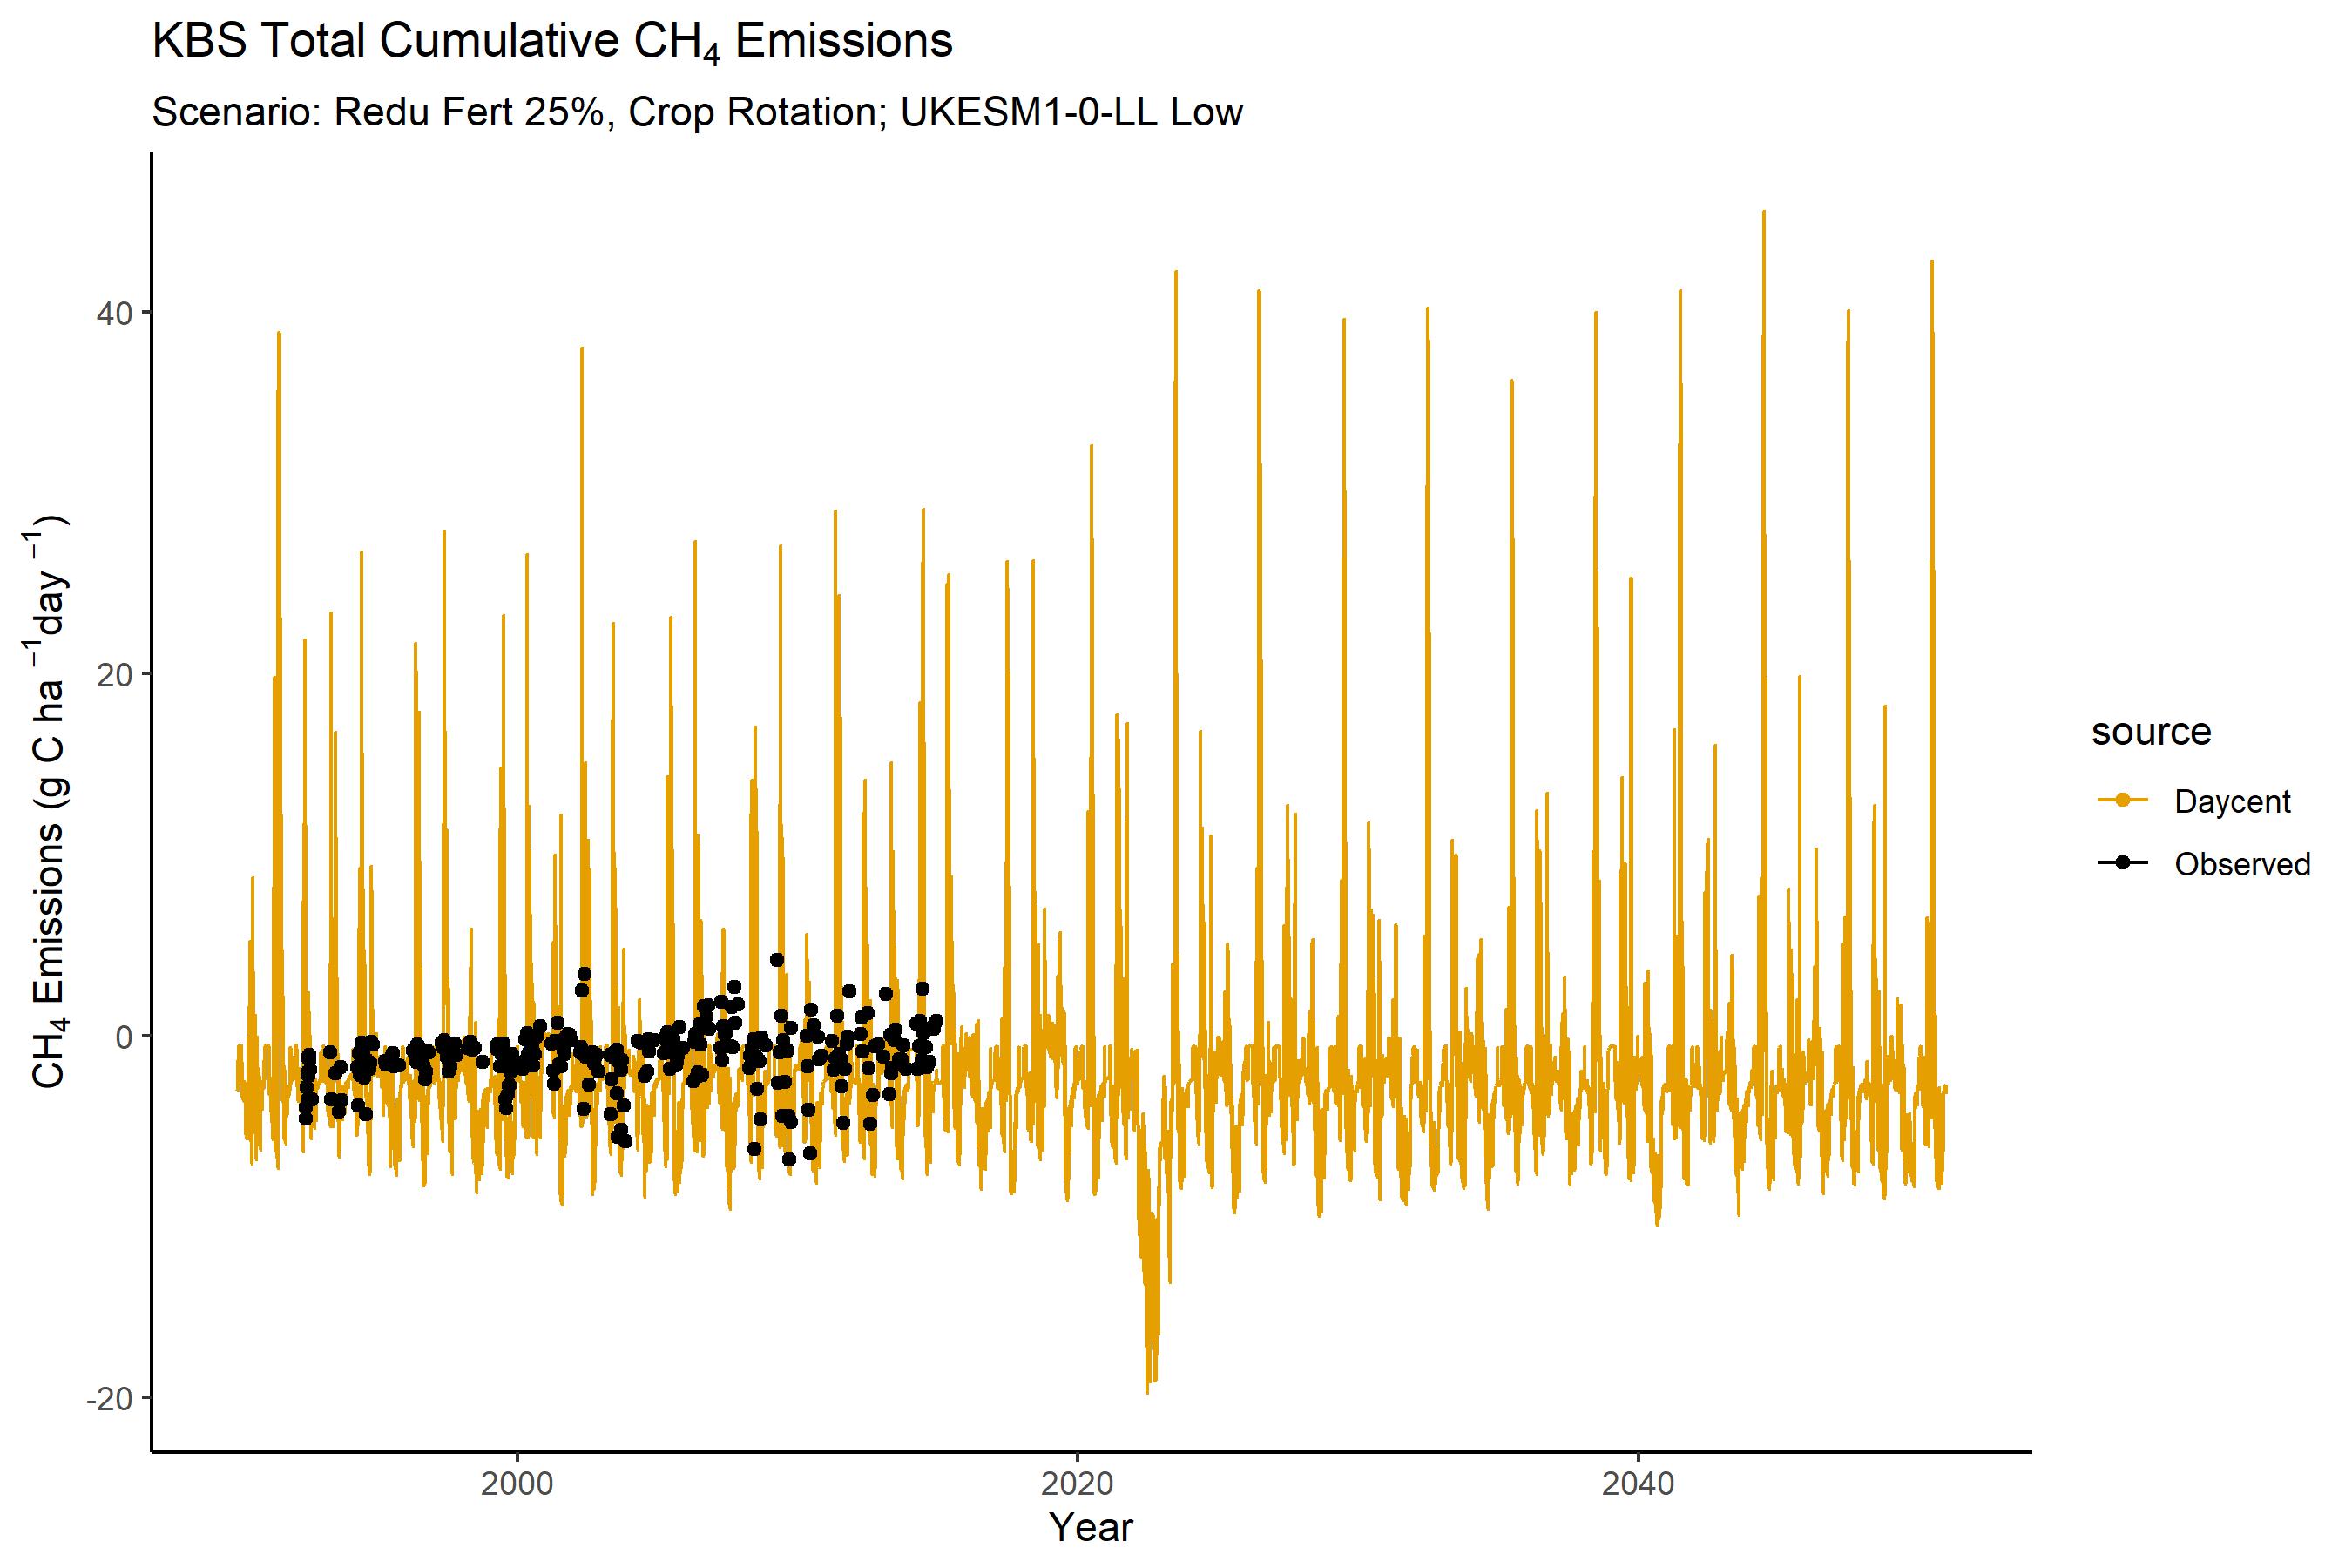 KBS Total Cumulative CH₄ Emissions
Scenario: Redu Fert 25%, Crop Rotation; UKESM1-0-LL Low
CH₄ Emissions (g C ha ⁻¹day ⁻¹)
40
20
0
-20
2000
2020
2040
Year
source
Daycent
Observed